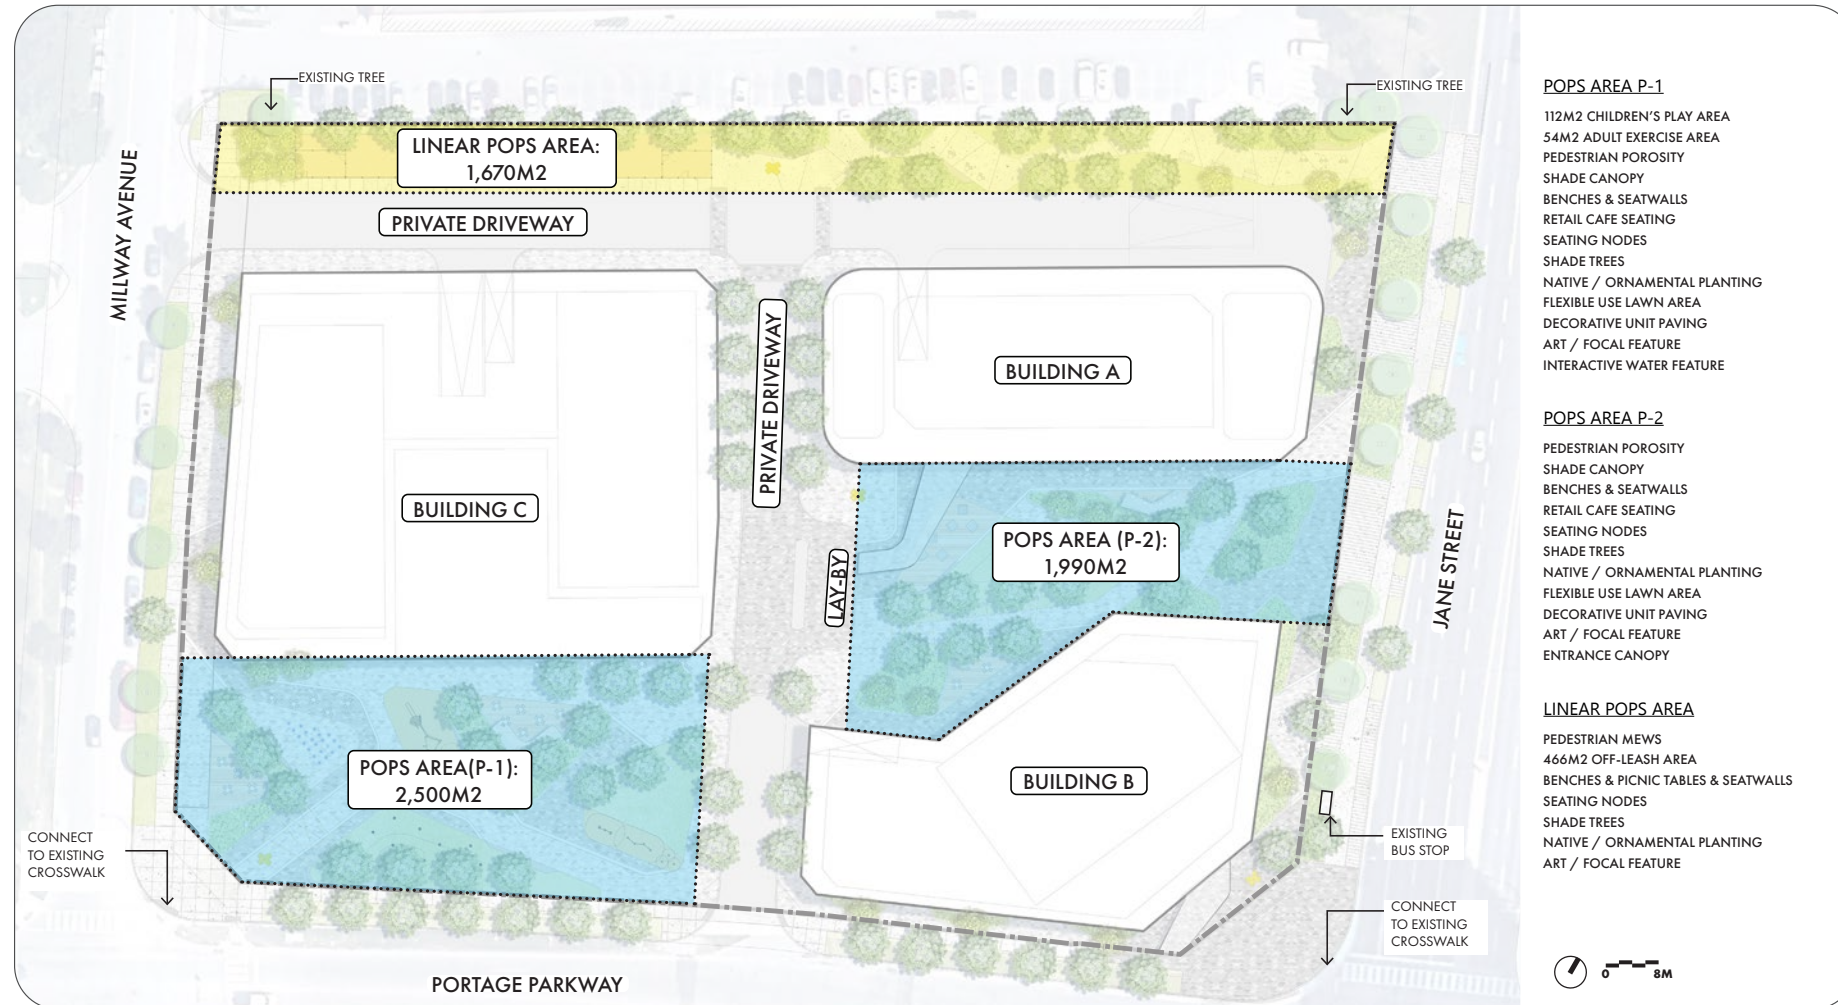 EXISTING TREE
EXISTING TREE
LINEAR POPS AREA:
1,670M2
PRIVATE DRIVEWAY
MILLWAY AVENUE
PRIVATE DRIVEWAY
BUILDING A
BUILDING C
LAY-BY
POPS AREA (P-2):
1,990M2
JANE STREET
POPS AREA(P-1):
2,500M2
BUILDING B
CONNECT
TO EXISTING
CROSSWALK
EXISTING
BUS STOP
CONNECT
TO EXISTING
CROSSWALK
PORTAGE PARKWAY
POPS AREA P-1
112M2 CHILDREN'S PLAY AREA
54M2 ADULT EXERCISE AREA
PEDESTRIAN POROSITY
SHADE CANOPY
BENCHES & SEATWALLS
RETAIL CAFE SEATING
SEATING NODES
SHADE TREES
NATIVE / ORNAMENTAL PLANTING
FLEXIBLE USE LAWN AREA
DECORATIVE UNIT PAVING
ART / FOCAL FEATURE
INTERACTIVE WATER FEATURE
POPS AREA P-2
PEDESTRIAN POROSITY
SHADE CANOPY
BENCHES & SEATWALLS
RETAIL CAFE SEATING
SEATING NODES
SHADE TREES
NATIVE / ORNAMENTAL PLANTING
FLEXIBLE USE LAWN AREA
DECORATIVE UNIT PAVING
ART / FOCAL FEATURE
ENTRANCE CANOPY
LINEAR POPS AREA
PEDESTRIAN MEWS
466M2 OFF-LEASH AREA
BENCHES & PICNIC TABLES & SEATWALLS
SEATING NODES
SHADE TREES
NATIVE / ORNAMENTAL PLANTING
ART / FOCAL FEATURE
0 8M